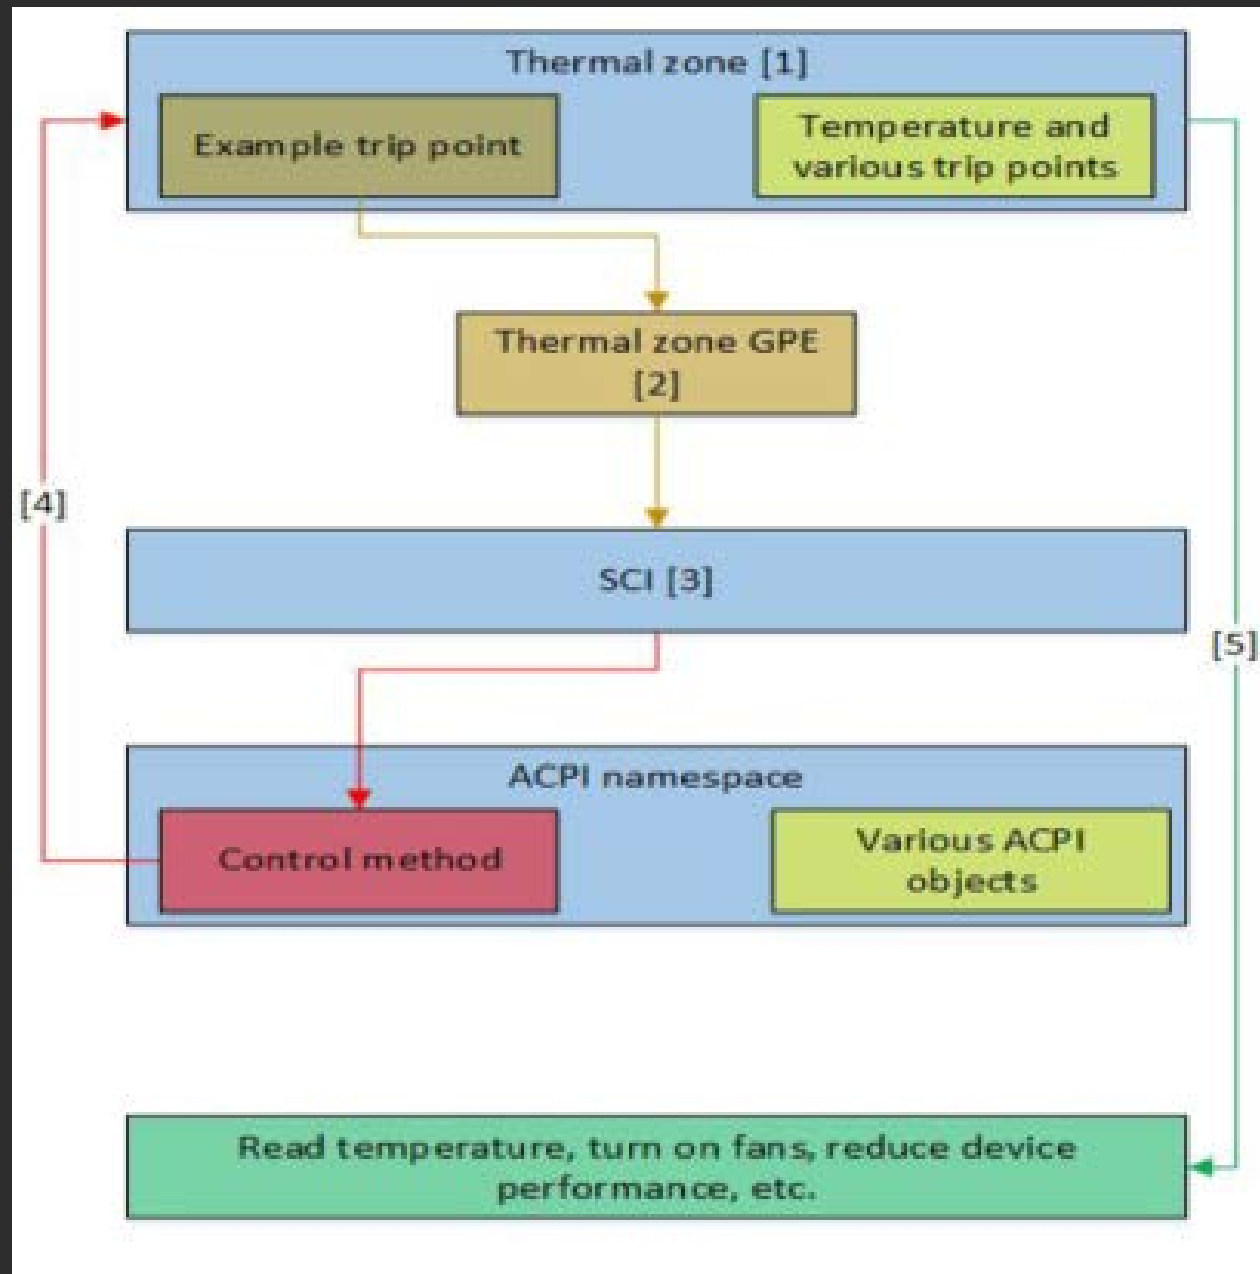 Thermal zone [1]
Example trip point
Temperature and
various trip points
Thermal zone GPE
[2]
[4]
SCI [3]
[5]
ACPI namespace
Control method
Various ACPI
objects
Read temperature, turn on fans, reduce device
performance, etc.